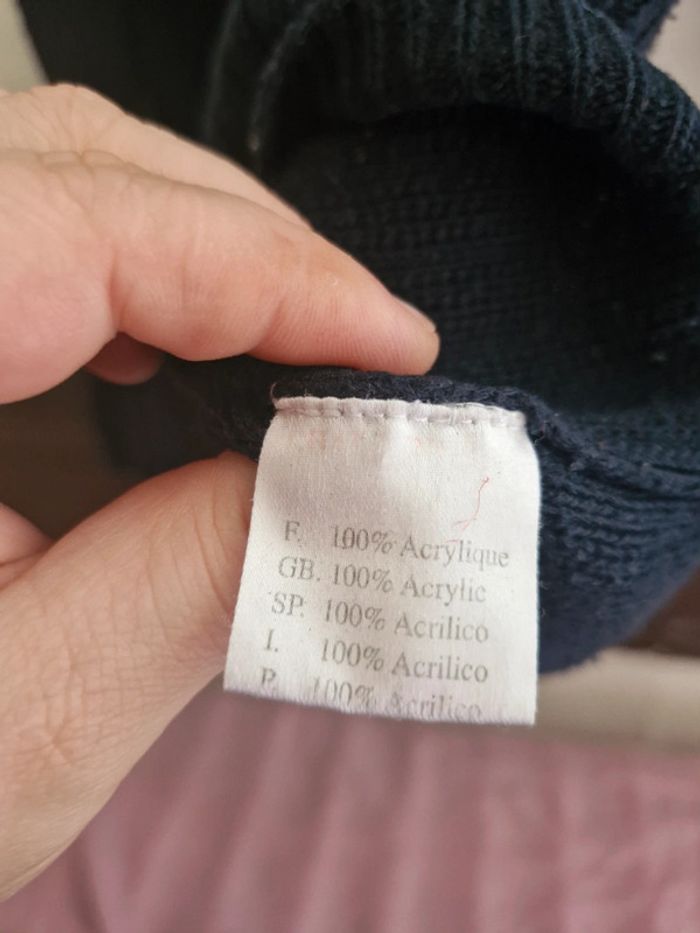 F. 100% Acrylique
GB. 100% Acrylic
SP. 100% Acrilico
I. 100% Acrilico
P. 100% Acrilico